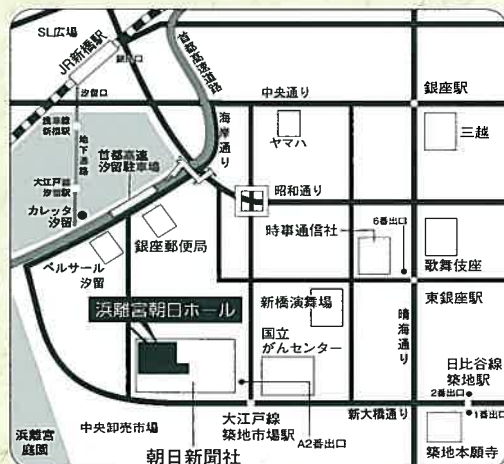 SL広場
JR新橋駅
銀座口
汐留口
首都高速道路
中央通り
銀座駅
浅草線
新橋駅
地下通路
海岸通り
ヤマハ
三越
首都高速
汐留駐車場
大江戸線
汐留駅
カレッタ
汐留
昭和通り
時事通信社
6番出口
銀座郵便局
歌舞伎座
ベルサール
汐留
東銀座駅
浜離宮朝日ホール
新橋演舞場
晴海通り
国立
がんセンター
日比谷線
築地駅
2番出口
1番出口
中央卸売市場
大江戸線
築地市場駅
新大橋通り
A2番出口
浜離宮
庭園
朝日新聞社
築地本願寺